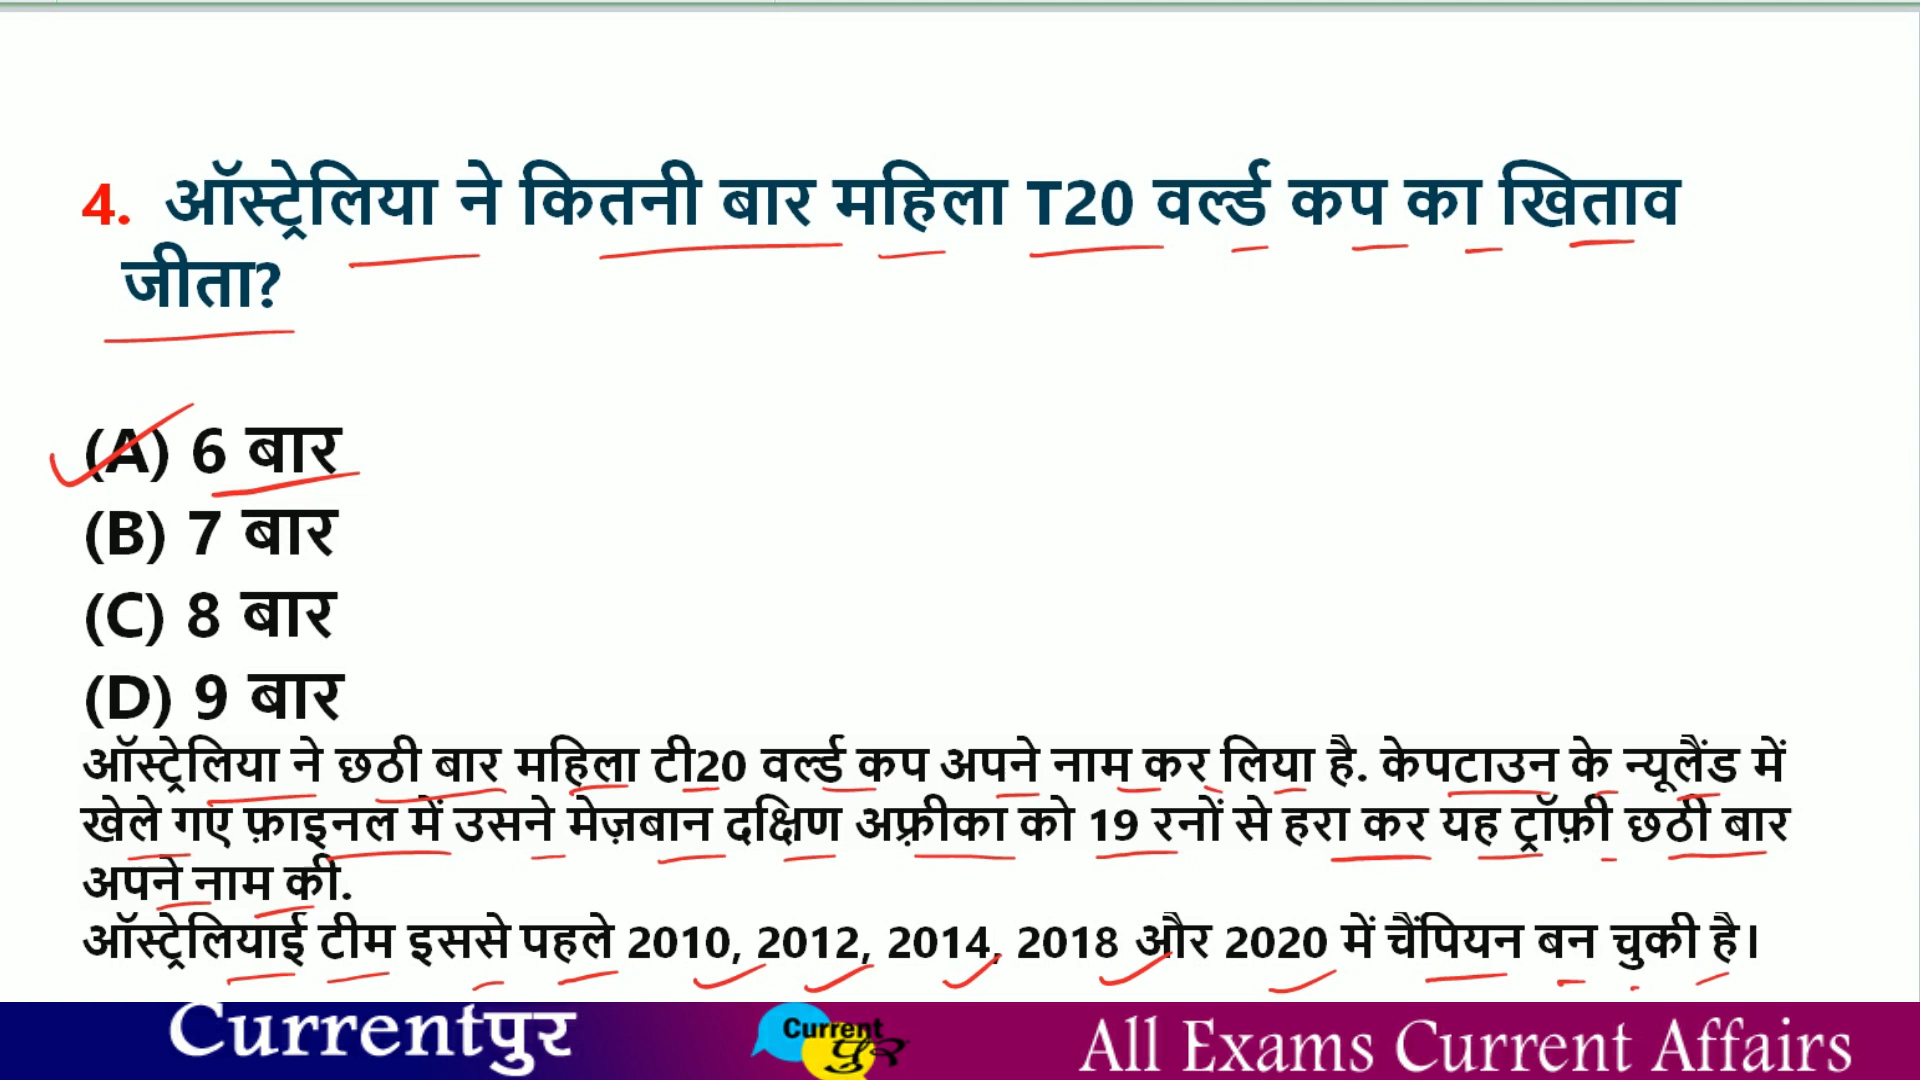 4. ऑस्ट्रेलिया ने कितनी बार महिला T20 वर्ल्ड कप का खिताव
जीता?
(A) 6 बार
(B) 7 बार
(C) 8 बार
(D) 9 बार
ऑस्ट्रेलिया ने छठी बार महिला टी20 वर्ल्ड कप अपने नाम कर लिया है. केपटाउन के न्यूलैंड में
खेले गए फ़ाइनल में उसने मेज़बान दक्षिण अफ़्रीका को 19 रनों से हरा कर यह ट्रॉफ़ी छठी बार
अपने नाम की.
ऑस्ट्रेलियाई टीम इससे पहले 2010, 2012, 2014, 2018 और 2020 में चैंपियन बन चुकी है।
Currentपुर
Current
पुर
All Exams Current Affairs